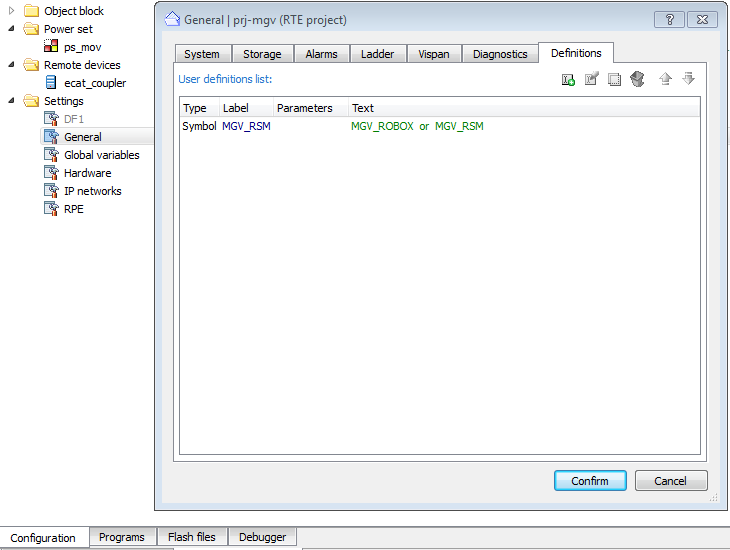 Object block
Power set
ps_mov
Remote devices
ecat_coupler
Settings
DF1
General
Global variables
Hardware
IP networks
RPE
General | prj-mgv (RTE project)
?
System Storage Alarms Ladder Vispan Diagnostics Definitions
User definitions list:
Type Label Parameters Text
Symbol MGV_RSM MGV_ROBOX or MGV_RSM
Confirm Cancel
Configuration Programs Flash files Debugger